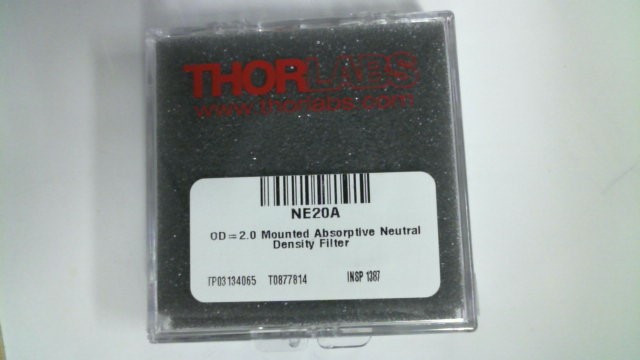 THORLABS
www.thorlabs.com
NE20A
OD=2.0 Mounted Absorptive Neutral
Density Filter
TP03134065 T0877814 INSP 1387